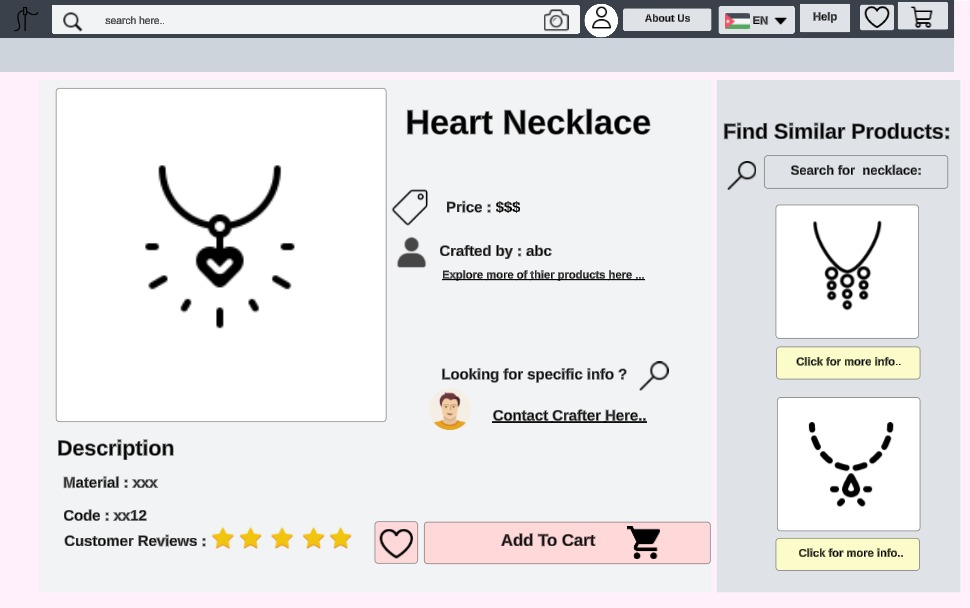 search here..
About Us
EN
Help
Heart Necklace
Price : $$$
Crafted by : abc
Explore more of thier products here ...
Looking for specific info ?
Contact Crafter Here..
Description
Material : xxx
Code : xx12
Customer Reviews :
Add To Cart
Find Similar Products:
Search for necklace:
Click for more info..
Click for more info..